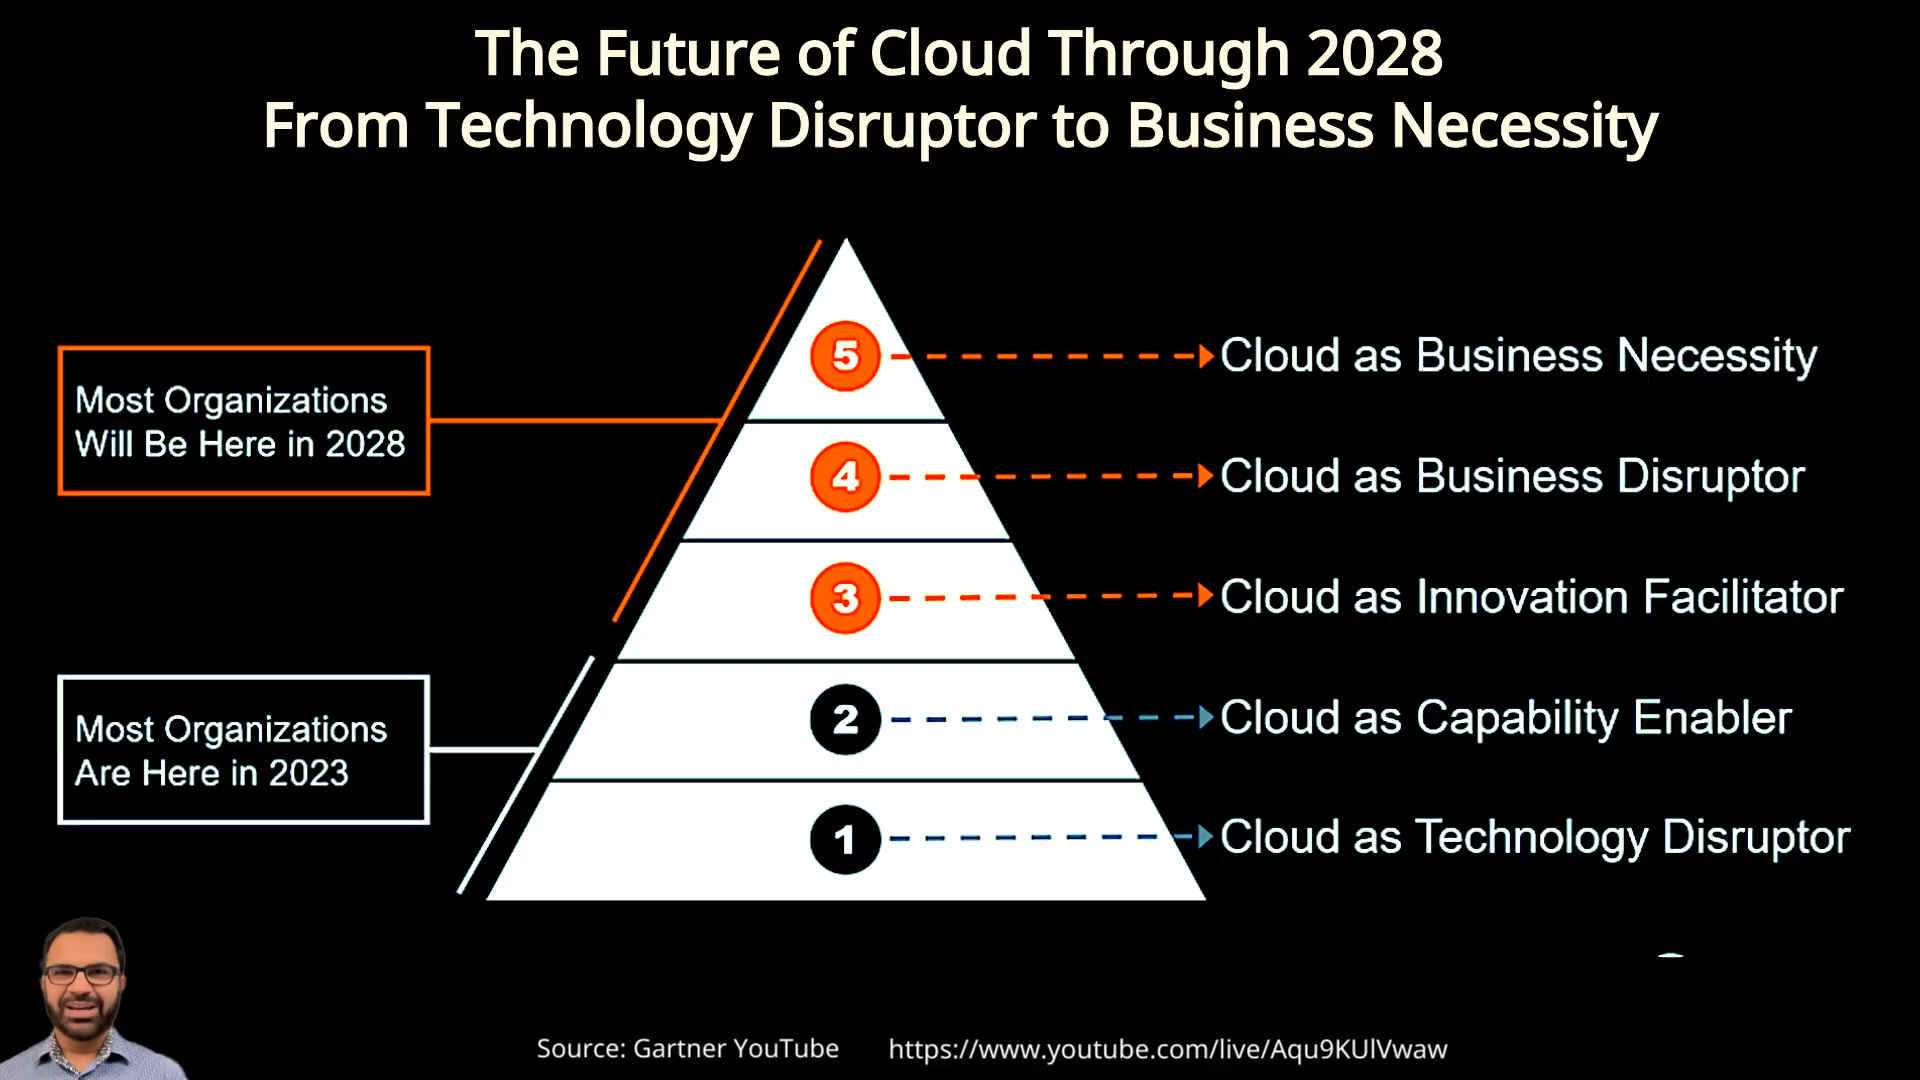 The Future of Cloud Through 2028
From Technology Disruptor to Business Necessity
Most Organizations
Will Be Here in 2028
Most Organizations
Are Here in 2023
5
Cloud as Business Necessity
4
Cloud as Business Disruptor
3
Cloud as Innovation Facilitator
2
Cloud as Capability Enabler
1
Cloud as Technology Disruptor
Source: Gartner YouTube https://www.youtube.com/live/Aqu9KUlVwaw